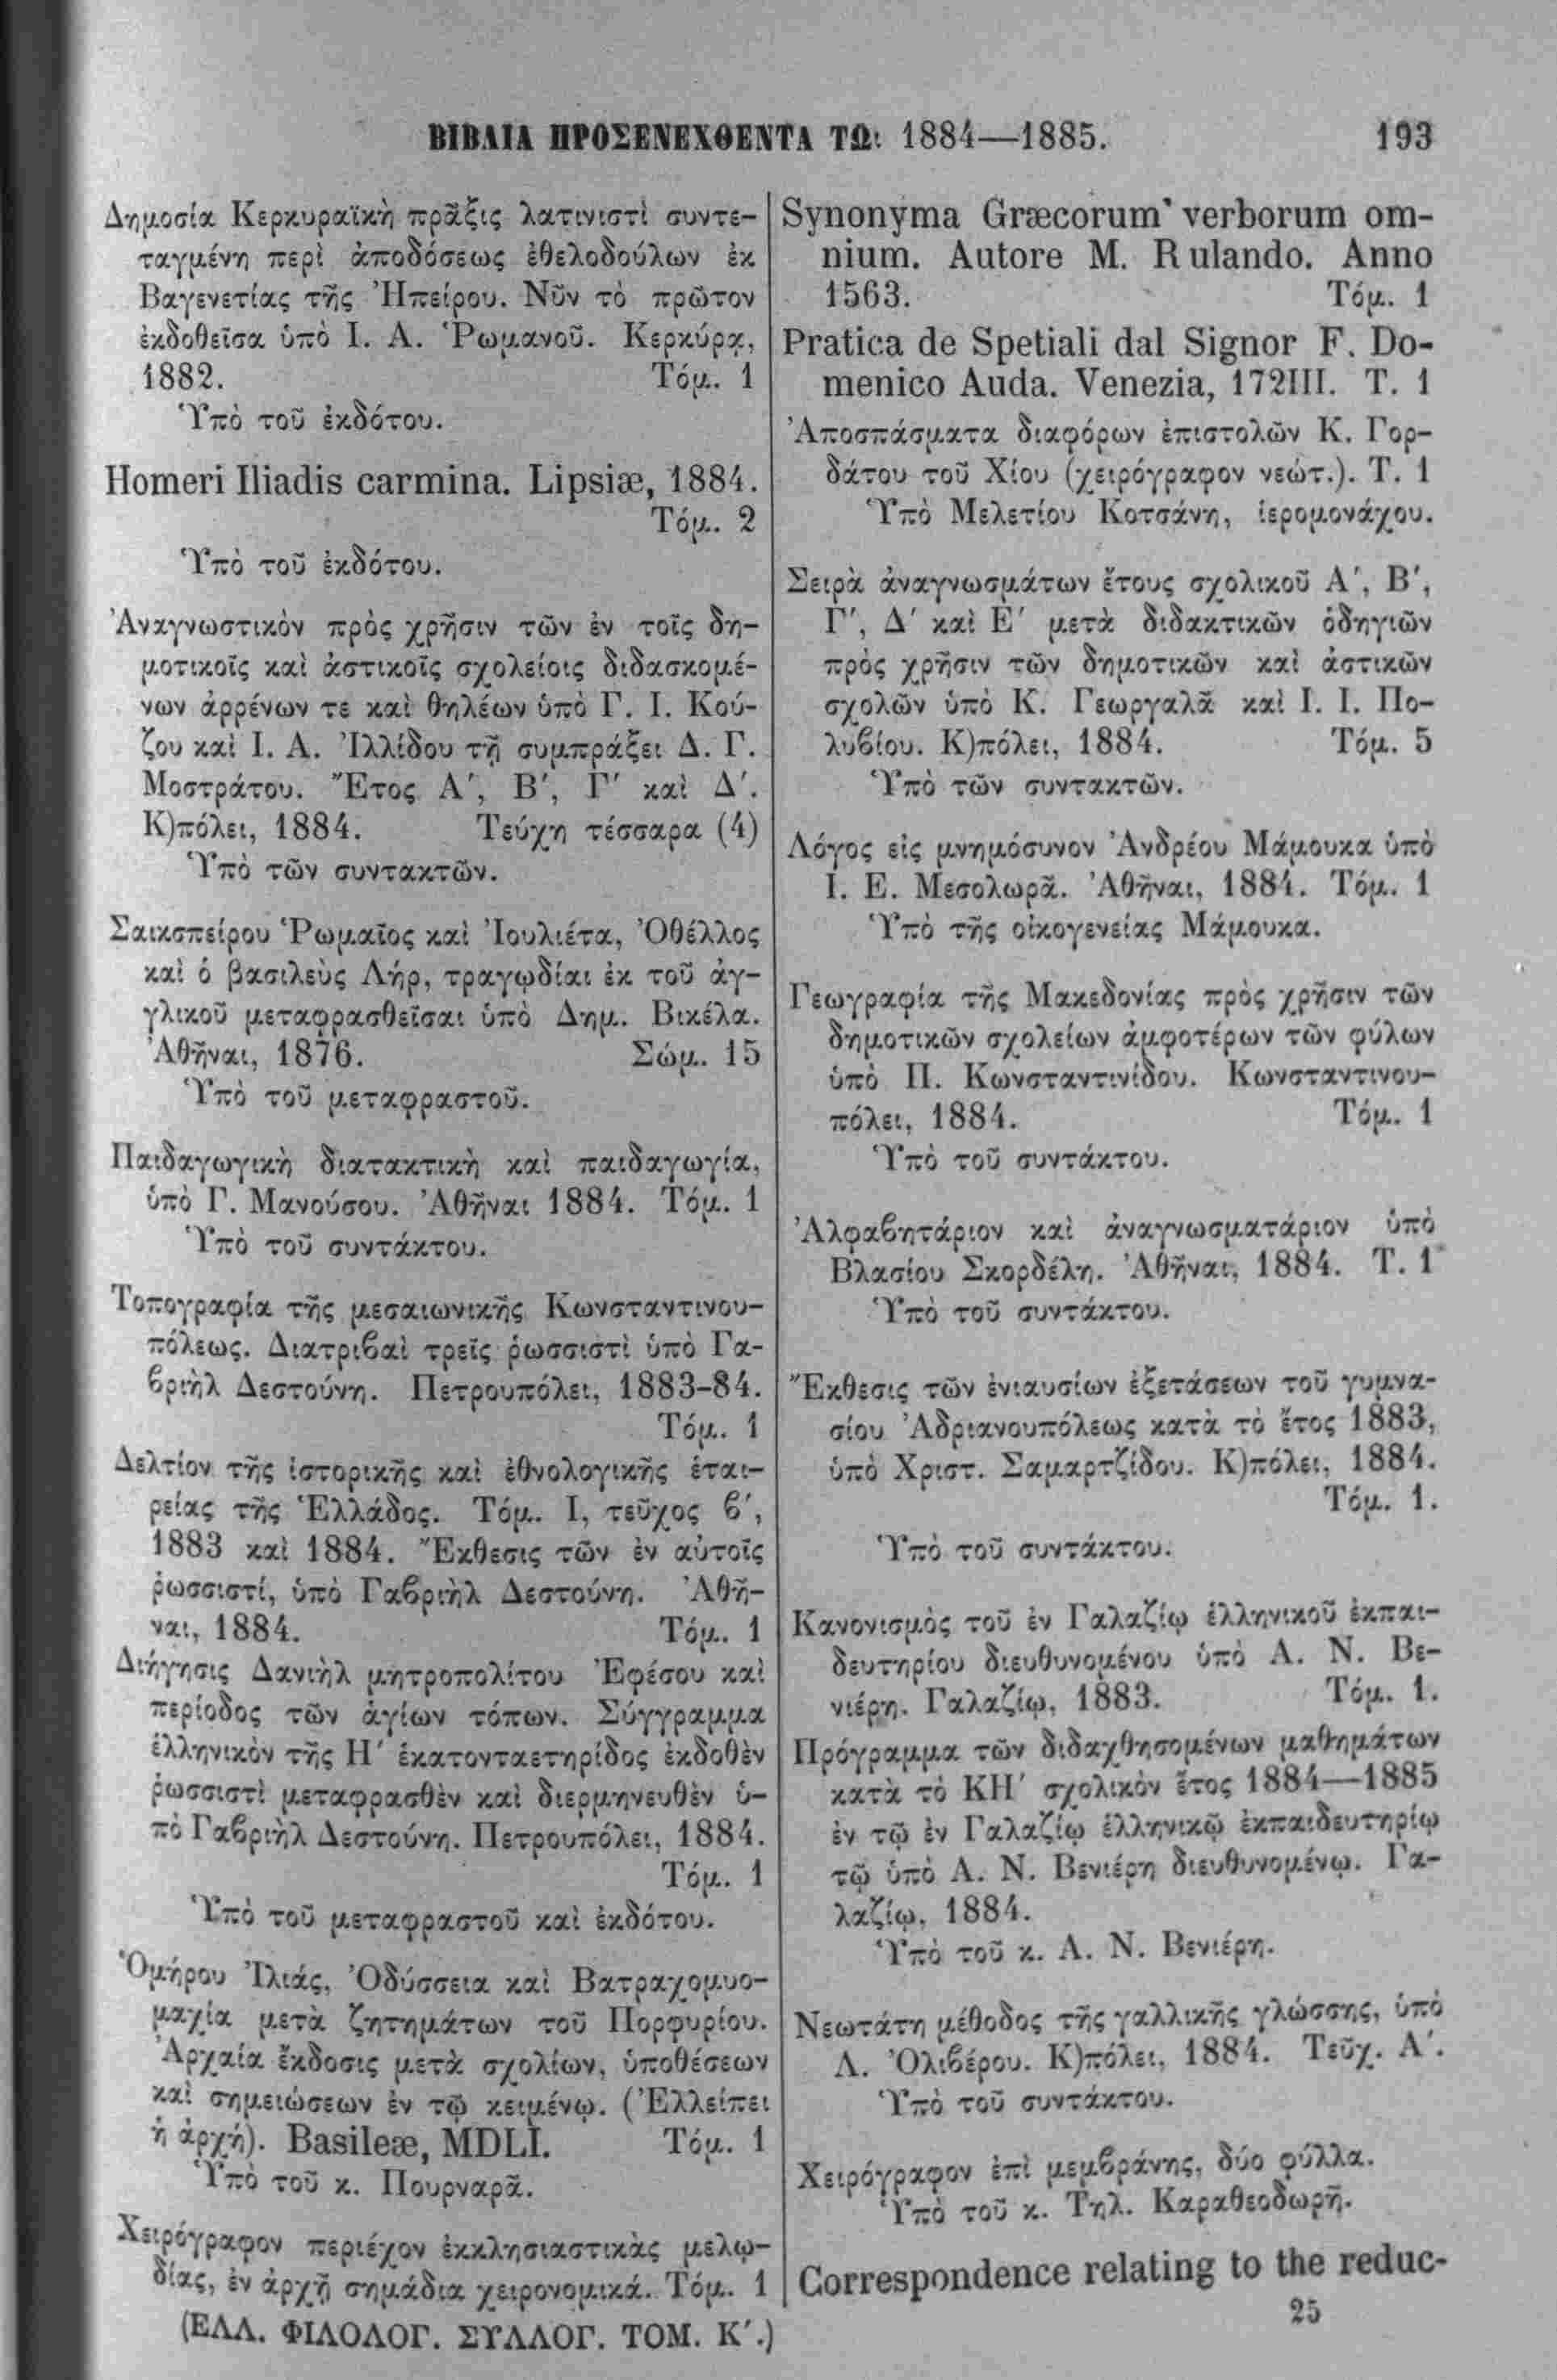 ΒΙΒΛΙΑ ΠΡΟΣΕΝΕΧΘΕΝΤΑ ΤΩι 1884—1885. 193
Δημοσία Κερκυραϊκὴ πρᾶξις λατινιστὶ συντε-
ταγμένη περὶ ἀποδόσεως ἐθελοδούλων ἐκ
Βαγενετίας τῆς Ἠπείρου. Νῦν τὸ πρῶτον
ἐκδοθεῖσα ὑπὸ Ι. Α. Ῥωμανοῦ. Κερκύρᾳ,
1882. Τόμ. 1
Ὑπὸ τοῦ ἐκδότου.
Homeri Iliadis carmina. Lipsiæ, 1884.
Τόμ. 2
Ὑπὸ τοῦ ἐκδότου.
Ἀναγνωστικὸν πρὸς χρῆσιν τῶν ἐν τοῖς δη-
μοτικοῖς καὶ ἀστικοῖς σχολείοις διδασκομέ-
νων ἀρρένων τε καὶ θηλέων ὑπὸ Γ. Ι. Κού-
ζου καὶ Ι. Α. Ἰλλίδου τῇ συμπράξει Δ. Γ.
Μοστράτου. Ἔτος Α΄, Β΄, Γ΄ καὶ Δ΄.
Κ)πόλει, 1884. Τεύχη τέσσαρα (4)
Ὑπὸ τῶν συντακτῶν.
Σαικσπείρου Ῥωμαῖος καὶ Ἰουλιέτα, Ὀθέλλος
καὶ ὁ βασιλεὺς Λήρ, τραγῳδίαι ἐκ τοῦ ἀγ-
γλικοῦ μεταφρασθεῖσαι ὑπὸ Δημ. Βικέλα.
Ἀθῆναι, 1876. Σώμ. 15
Ὑπὸ τοῦ μεταφραστοῦ.
Παιδαγωγικὴ διατακτικὴ καὶ παιδαγωγία,
ὑπὸ Γ. Μανούσου. Ἀθῆναι 1884. Τόμ. 1
Ὑπὸ τοῦ συντάκτου.
Τοπογραφία τῆς μεσαιωνικῆς Κωνσταντινου-
πόλεως. Διατριβαὶ τρεῖς ῥωσσιστὶ ὑπὸ Γα-
βριὴλ Δεστούνη. Πετρουπόλει, 1883-84.
Τόμ. 1
Δελτίον τῆς ἱστορικῆς καὶ ἐθνολογικῆς ἑται-
ρείας τῆς Ἑλλάδος. Τόμ. Ι, τεῦχος β΄,
1883 καὶ 1884. Ἔκθεσις τῶν ἐν αὐτοῖς
ῥωσσιστί, ὑπὸ Γαβριὴλ Δεστούνη. Ἀθῆ-
ναι, 1884. Τόμ. 1
Διήγησις Δανιὴλ μητροπολίτου Ἐφέσου καὶ
περίοδος τῶν ἁγίων τόπων. Σύγγραμμα
ἑλληνικὸν τῆς Η΄ ἑκατονταετηρίδος ἐκδοθὲν
ῥωσσιστὶ μεταφρασθὲν καὶ διερμηνευθὲν ὑ-
πὸ Γαβριὴλ Δεστούνη. Πετρουπόλει, 1884.
Τόμ. 1
Ὑπὸ τοῦ μεταφραστοῦ καὶ ἐκδότου.
Ὁμήρου Ἰλιάς, Ὀδύσσεια καὶ Βατραχομυο-
μαχία μετὰ ζητημάτων τοῦ Πορφυρίου.
Ἀρχαία ἔκδοσις μετὰ σχολίων, ὑποθέσεων
καὶ σημειώσεων ἐν τῷ κειμένῳ. (Ἐλλείπει
ἡ ἀρχή). Basileæ, MDLI. Τόμ. 1
Ὑπὸ τοῦ κ. Πουρναρᾶ.
Χειρόγραφον περιέχον ἐκκλησιαστικὰς μελῳ-
δίας, ἐν ἀρχῇ σημάδια χειρονομικά. Τόμ. 1
(ΕΛΛ. ΦΙΛΟΛΟΓ. ΣΥΛΛΟΓ. ΤΟΜ. Κ΄.)
Synonyma Græcorum verborum om-
nium. Autore M. Rulando. Anno
1563. Τόμ. 1
Pratica de Spetiali dal Signor F. Do-
menico Auda. Venezia, 172III. Τ. 1
Ἀποσπάσματα διαφόρων ἐπιστολῶν Κ. Γορ-
δάτου τοῦ Χίου (χειρόγραφον νεώτ.). Τ. 1
Ὑπὸ Μελετίου Κοτσάνη, ἱερομονάχου.
Σειρὰ ἀναγνωσμάτων ἔτους σχολικοῦ Α΄, Β΄,
Γ΄, Δ΄ καὶ Ε΄ μετὰ διδακτικῶν ὁδηγιῶν
πρὸς χρῆσιν τῶν δημοτικῶν καὶ ἀστικῶν
σχολῶν ὑπὸ Κ. Γεωργαλᾶ καὶ Γ. Ι. Πο-
λυβίου. Κ)πόλει, 1884. Τόμ. 5
Ὑπὸ τῶν συντακτῶν.
Λόγος εἰς μνημόσυνον Ἀνδρέου Μάμουκα ὑπὸ
Ι. Ε. Μεσολωρᾶ. Ἀθῆναι, 1884. Τόμ. 1
Ὑπὸ τῆς οἰκογενείας Μάμουκα.
Γεωγραφία τῆς Μακεδονίας πρὸς χρῆσιν τῶν
δημοτικῶν σχολείων ἀμφοτέρων τῶν φύλων
ὑπὸ Π. Κωνσταντινίδου. Κωνσταντινου-
πόλει, 1884. Τόμ. 1
Ὑπὸ τοῦ συντάκτου.
Ἀλφαβητάριον καὶ ἀναγνωσματάριον ὑπὸ
Βλασίου Σκορδέλη. Ἀθῆναι, 1884. Τ. 1
Ὑπὸ τοῦ συντάκτου.
Ἔκθεσις τῶν ἐνιαυσίων ἐξετάσεων τοῦ γυμνα-
σίου Ἀδριανουπόλεως κατὰ τὸ ἔτος 1883,
ὑπὸ Χριστ. Σαμαρτζίδου. Κ)πόλει, 1884.
Τόμ. 1.
Ὑπὸ τοῦ συντάκτου.
Κανονισμὸς τοῦ ἐν Γαλαζίῳ ἑλληνικοῦ ἐκπαι-
δευτηρίου διευθυνομένου ὑπὸ Α. Ν. Βε-
νιέρη. Γαλαζίῳ, 1883. Τόμ. 1.
Πρόγραμμα τῶν διδαχθησομένων μαθημάτων
κατὰ τὸ ΚΗ΄ σχολικὸν ἔτος 1884—1885
ἐν τῷ ἐν Γαλαζίῳ ἑλληνικῷ ἐκπαιδευτηρίῳ
τῷ ὑπὸ Α. Ν. Βενιέρη διευθυνομένῳ. Γα-
λαζίῳ, 1884.
Ὑπὸ τοῦ κ. Α. Ν. Βενιέρη.
Νεωτάτη μέθοδος τῆς γαλλικῆς γλώσσης, ὑπὸ
Λ. Ὀλιβέρου. Κ)πόλει, 1884. Τεῦχ. Α΄.
Ὑπὸ τοῦ συντάκτου.
Χειρόγραφον ἐπὶ μεμβράνης, δύο φύλλα.
Ὑπὸ τοῦ κ. Τηλ. Καραθεοδωρῆ.
Correspondence relating to the reduc-
25